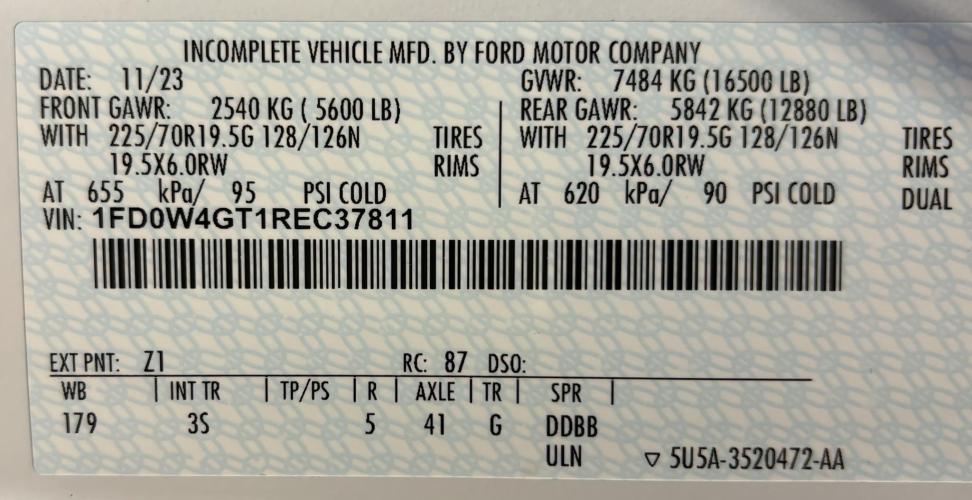 INCOMPLETE VEHICLE MFD. BY FORD MOTOR COMPANY
DATE: 11/23 GVWR: 7484 KG (16500 LB)
FRONT GAWR: 2540 KG ( 5600 LB) REAR GAWR: 5842 KG (12880 LB)
WITH 225/70R19.5G 128/126N TIRES WITH 225/70R19.5G 128/126N TIRES
19.5X6.0RW RIMS 19.5X6.0RW RIMS
AT 655 kPa/ 95 PSI COLD AT 620 kPa/ 90 PSI COLD DUAL
VIN: 1FD0W4GT1REC37811
EXT PNT: Z1 RC: 87 DSO:
WB | INT TR | TP/PS | R | AXLE | TR | SPR |
179 3S 5 41 G DDBB
ULN ▽ 5U5A-3520472-AA